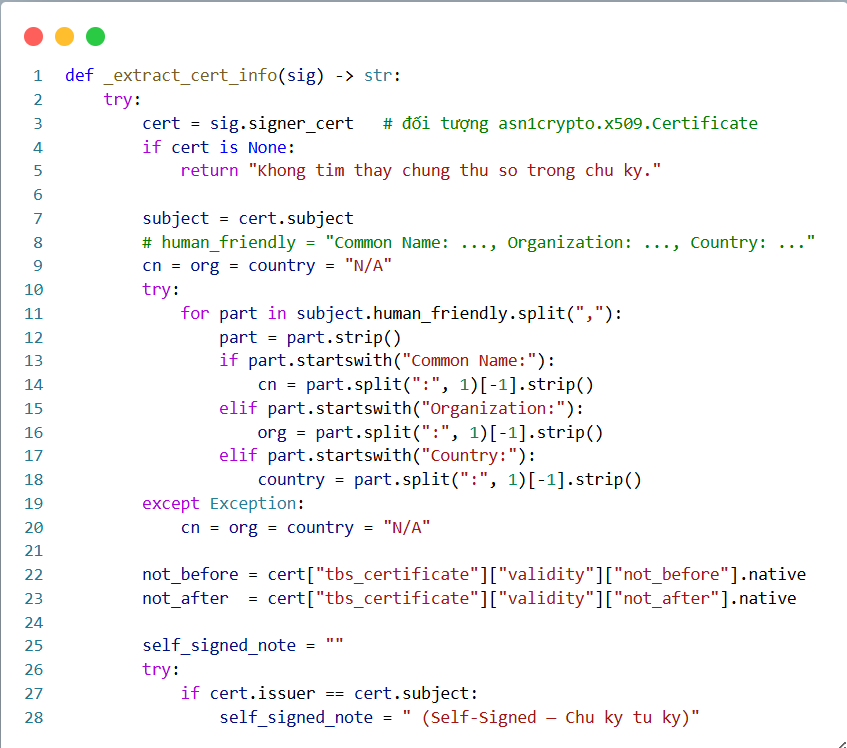 1 def _extract_cert_info(sig) -> str:
2     try:
3         cert = sig.signer_cert   # đối tượng asn1crypto.x509.Certificate
4         if cert is None:
5             return "Khong tim thay chung thu so trong chu ky."
6
7         subject = cert.subject
8         # human_friendly = "Common Name: ..., Organization: ..., Country: ..."
9         cn = org = country = "N/A"
10         try:
11             for part in subject.human_friendly.split(","):
12                 part = part.strip()
13                 if part.startswith("Common Name:"):
14                     cn = part.split(":", 1)[-1].strip()
15                 elif part.startswith("Organization:"):
16                     org = part.split(":", 1)[-1].strip()
17                 elif part.startswith("Country:"):
18                     country = part.split(":", 1)[-1].strip()
19         except Exception:
20             cn = org = country = "N/A"
21
22         not_before = cert["tbs_certificate"]["validity"]["not_before"].native
23         not_after  = cert["tbs_certificate"]["validity"]["not_after"].native
24
25         self_signed_note = ""
26         try:
27             if cert.issuer == cert.subject:
28                 self_signed_note = " (Self-Signed — Chu ky tu ky)"